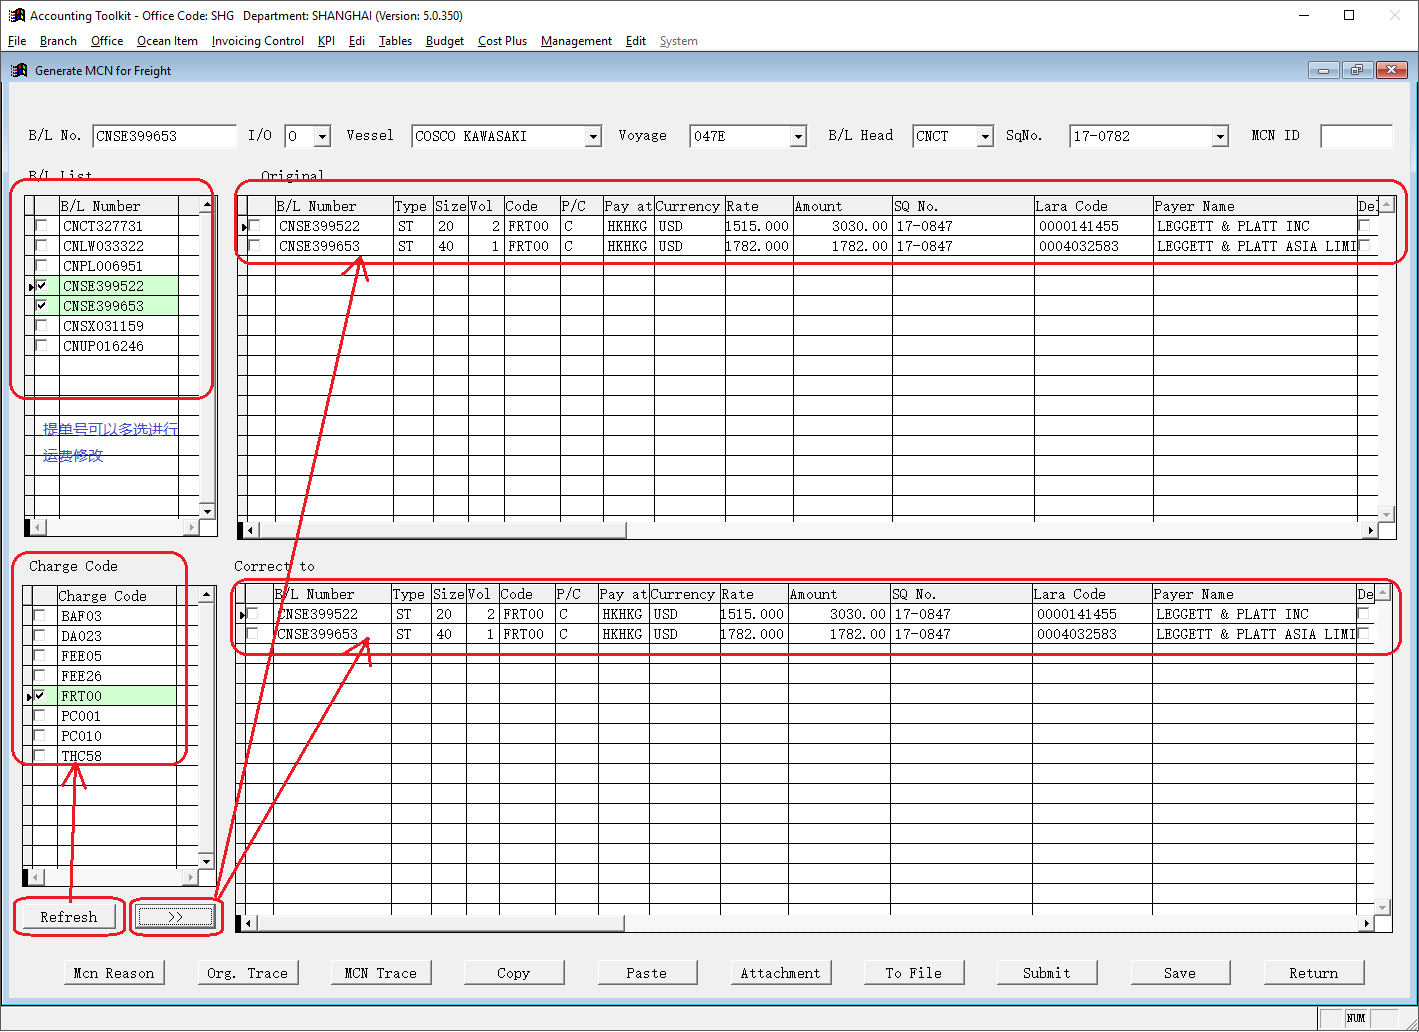 Accounting Toolkit - Office Code: SHG   Department: SHANGHAI (Version: 5.0.350)
File Branch Office Ocean Item Invoicing Control KPI Edi Tables Budget Cost Plus Management Edit System
Generate MCN for Freight
B/L No. CNSE399653 I/O O Vessel COSCO KAWASAKI Voyage 047E B/L Head CNCT SqNo. 17-0782 MCN ID
B/L List
B/L Number
CNCT327731
CNLW033322
CNPL006951
CNSE399522
CNSE399653
CNSX031159
CNUP016246
提单号可以多选进行
运费修改
Original
B/L Number Type Size Vol Code P/C Pay at Currency Rate Amount SQ No. Lara Code Payer Name Del
CNSE399522 ST 20 2 FRT00 C HKHKG USD 1515.000 3030.00 17-0847 0000141455 LEGGETT & PLATT INC
CNSE399653 ST 40 1 FRT00 C HKHKG USD 1782.000 1782.00 17-0847 0004032583 LEGGETT & PLATT ASIA LIMI
Charge Code
Charge Code
BAF03
DA023
FEE05
FEE26
FRT00
PC001
PC010
THC58
Refresh >>
Correct to
B/L Number Type Size Vol Code P/C Pay at Currency Rate Amount SQ No. Lara Code Payer Name De
CNSE399522 ST 20 2 FRT00 C HKHKG USD 1515.000 3030.00 17-0847 0000141455 LEGGETT & PLATT INC
CNSE399653 ST 40 1 FRT00 C HKHKG USD 1782.000 1782.00 17-0847 0004032583 LEGGETT & PLATT ASIA LIMI
Mcn Reason Org. Trace MCN Trace Copy Paste Attachment To File Submit Save Return
NUM